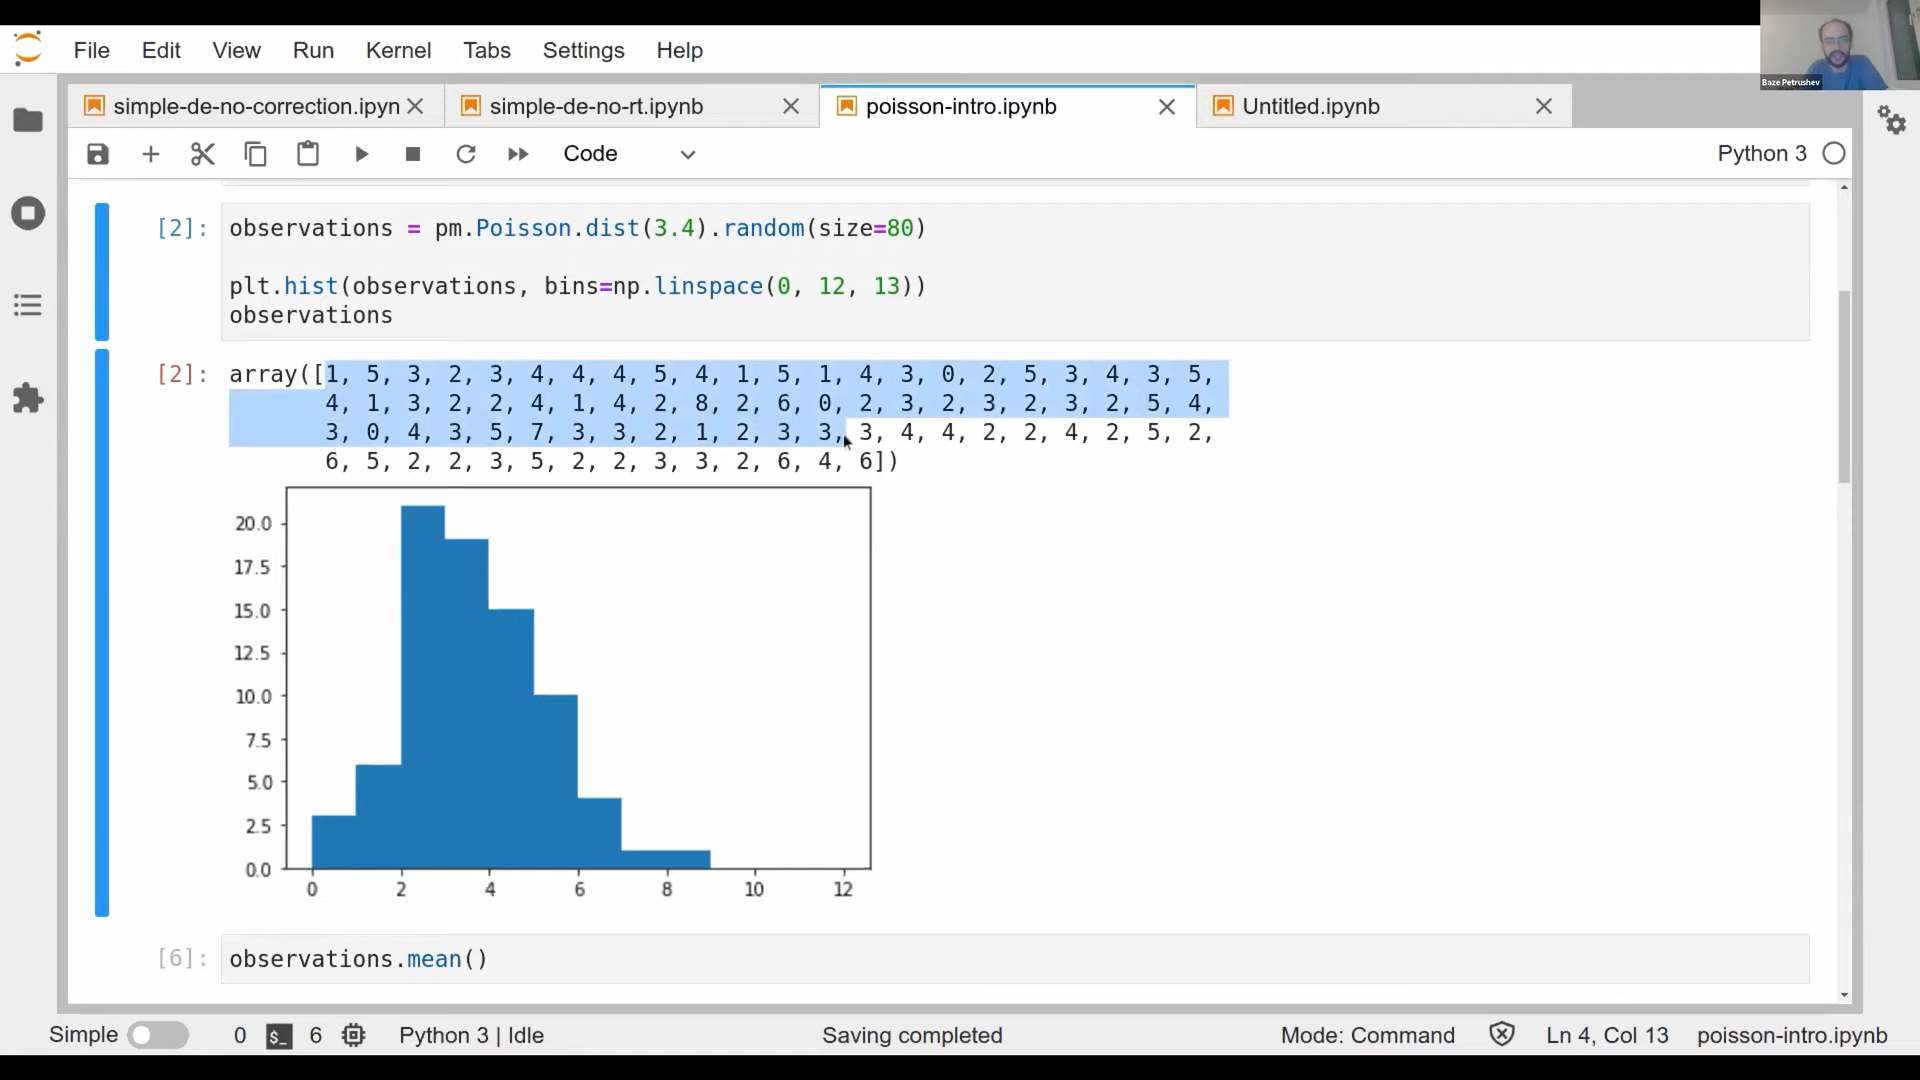 File Edit View Run Kernel Tabs Settings Help
Baze Petrushev
simple-de-no-correction.ipyn simple-de-no-rt.ipynb poisson-intro.ipynb Untitled.ipynb
Code Python 3
[2]: observations = pm.Poisson.dist(3.4).random(size=80)
plt.hist(observations, bins=np.linspace(0, 12, 13))
observations
[2]: array([1, 5, 3, 2, 3, 4, 4, 4, 5, 4, 1, 5, 1, 4, 3, 0, 2, 5, 3, 4, 3, 5,
4, 1, 3, 2, 2, 4, 1, 4, 2, 8, 2, 6, 0, 2, 3, 2, 3, 2, 3, 2, 5, 4,
3, 0, 4, 3, 5, 7, 3, 3, 2, 1, 2, 3, 3, 3, 4, 4, 2, 2, 4, 2, 5, 2,
6, 5, 2, 2, 3, 5, 2, 2, 3, 3, 2, 6, 4, 6])
20.0
17.5
15.0
12.5
10.0
7.5
5.0
2.5
0.0
0 2 4 6 8 10 12
[6]: observations.mean()
Simple 0 $_ 6 Python 3 | Idle Saving completed Mode: Command Ln 4, Col 13 poisson-intro.ipynb